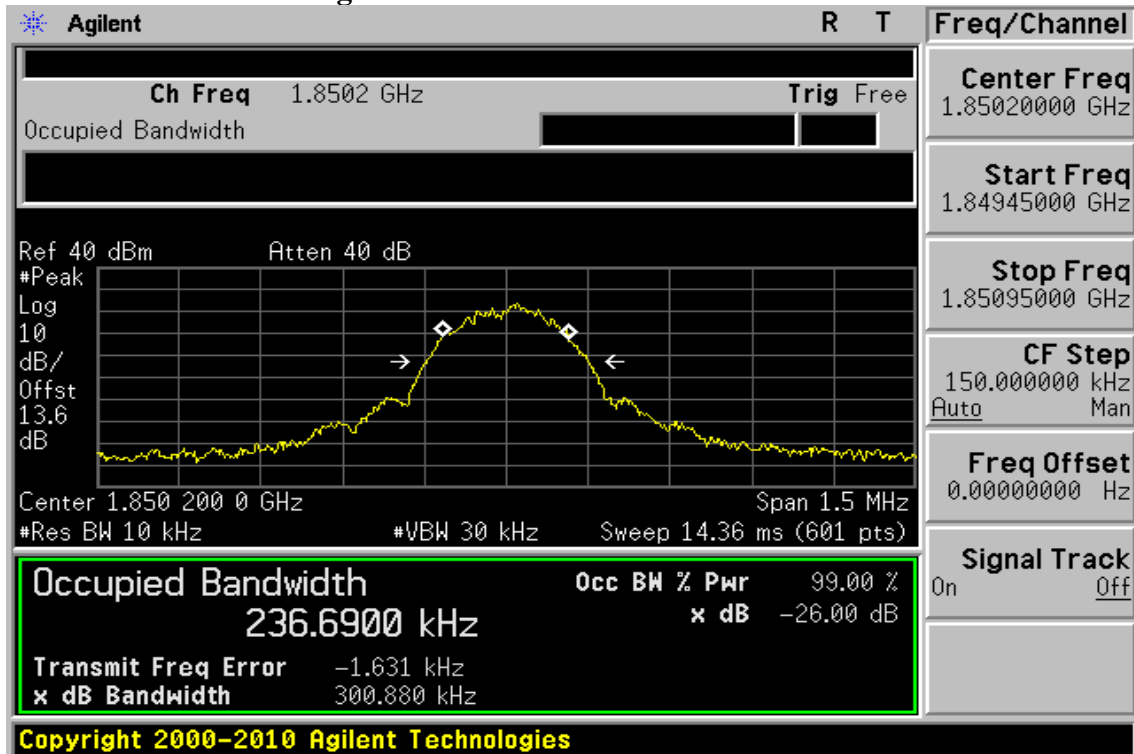 Agilent R T Freq/Channel
Ch Freq 1.8502 GHz Trig Free
Occupied Bandwidth
Center Freq
1.85020000 GHz
Start Freq
1.84945000 GHz
Stop Freq
1.85095000 GHz
CF Step
150.000000 kHz
Auto Man
Freq Offset
0.00000000 Hz
Signal Track
On Off
Ref 40 dBm Atten 40 dB
#Peak
Log
10
dB/
Offst
13.6
dB
Center 1.850 200 0 GHz Span 1.5 MHz
#Res BW 10 kHz #VBW 30 kHz Sweep 14.36 ms (601 pts)
Occupied Bandwidth
236.6900 kHz
Occ BW % Pwr 99.00 %
x dB -26.00 dB
Transmit Freq Error -1.631 kHz
x dB Bandwidth 300.880 kHz
Copyright 2000-2010 Agilent Technologies